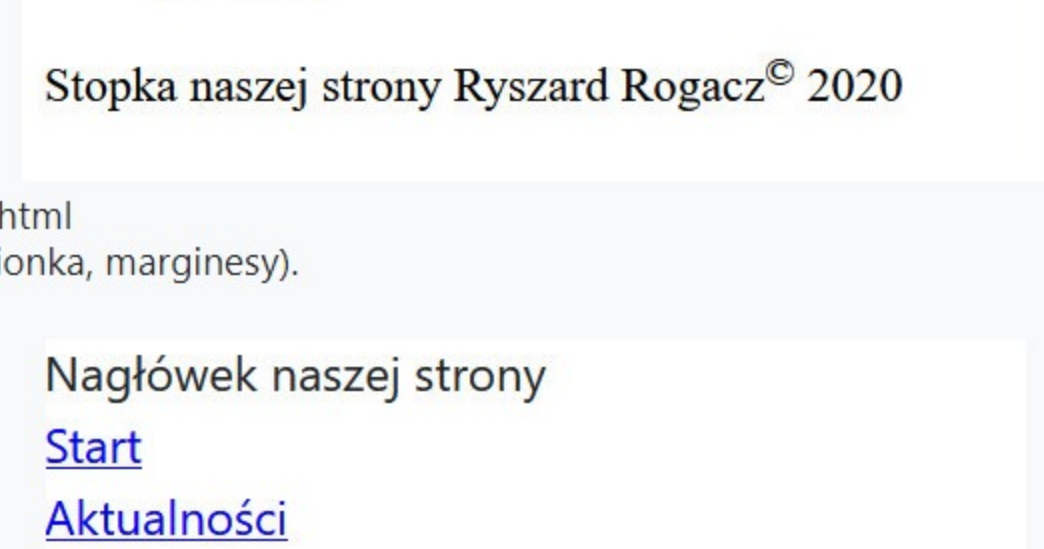 Stopka naszej strony Ryszard Rogacz© 2020
html
ionka, marginesy).
Nagłówek naszej strony
Start
Aktualności